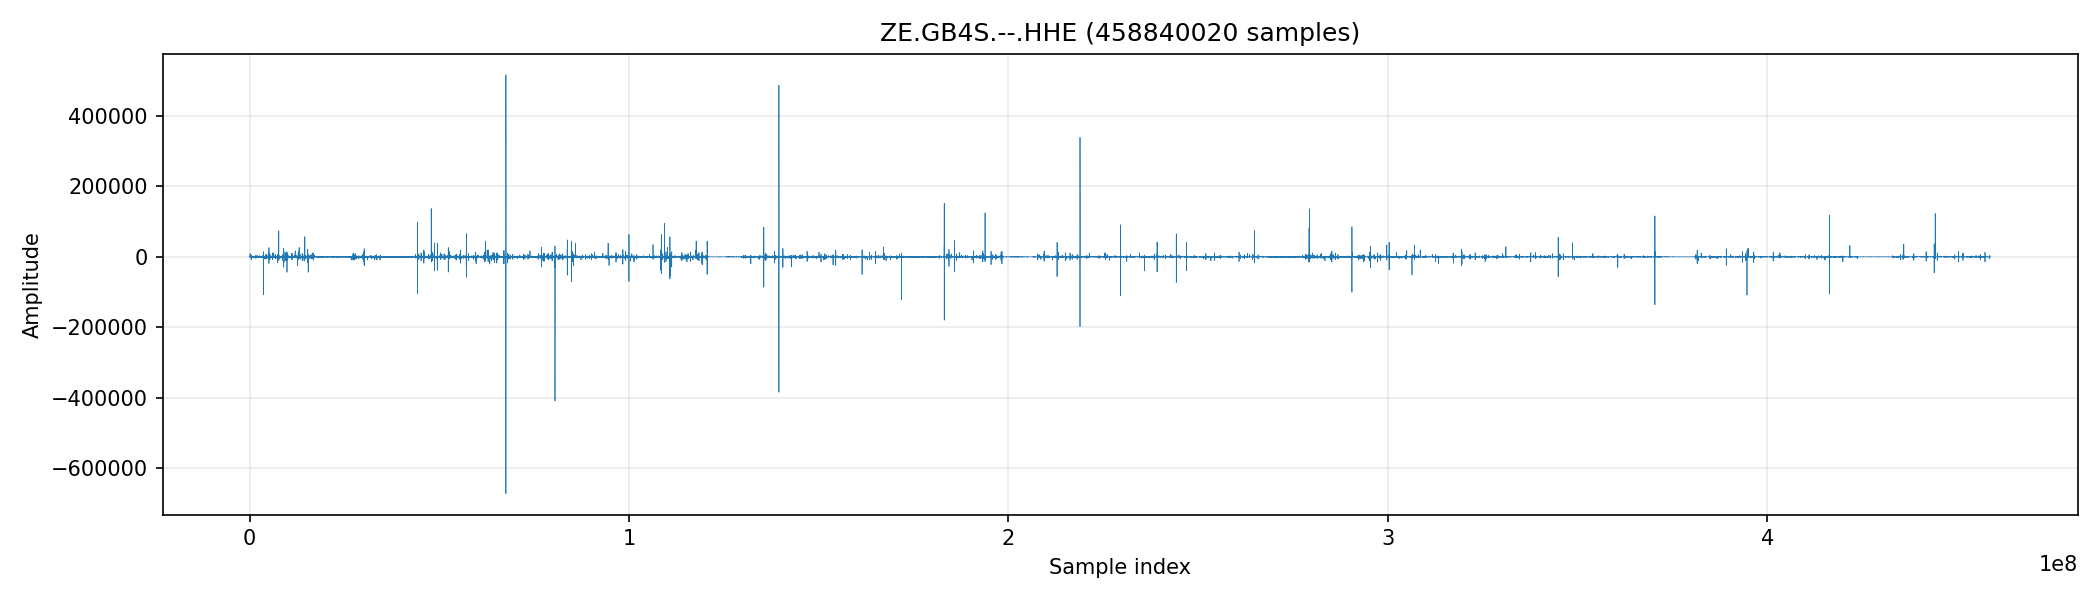 ZE.GB4S.--.HHE (458840020 samples)
400000
200000
0
−200000
−400000
−600000
Amplitude
0 1 2 3 4
1e8
Sample index